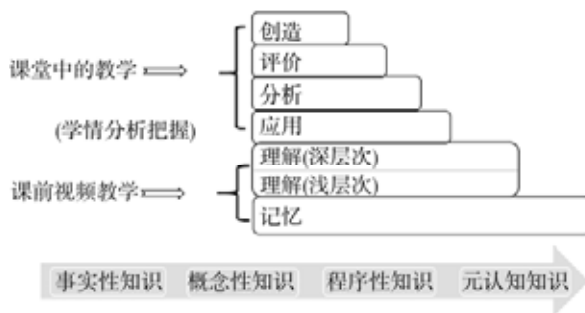 创造
评价
课堂中的教学
分析
(学情分析把握)
应用
理解(深层次)
理解(浅层次)
课前视频教学
记忆
事实性知识 概念性知识 程序性知识 元认知知识